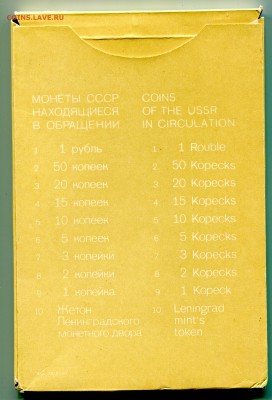 COINS.LAVE.RU
МОНЕТЫ СССР
НАХОДЯЩИЕСЯ
В ОБРАЩЕНИИ
1 1 рубль
2 50 копеек
3 20 копеек
4 15 копеек
5 10 копеек
6 5 копеек
7 3 копейки
8 2 копейки
9 1 копейка
10 Жетон
Ленинградского
монетного двора
COINS
OF THE USSR
IN CIRCULATION
1 1 Rouble
2 50 Kopecks
3 20 Kopecks
4 15 Kopecks
5 10 Kopecks
6 5 Kopecks
7 3 Kopecks
8 2 Kopecks
9 1 Kopeck
10 Leningrad
mint's
token